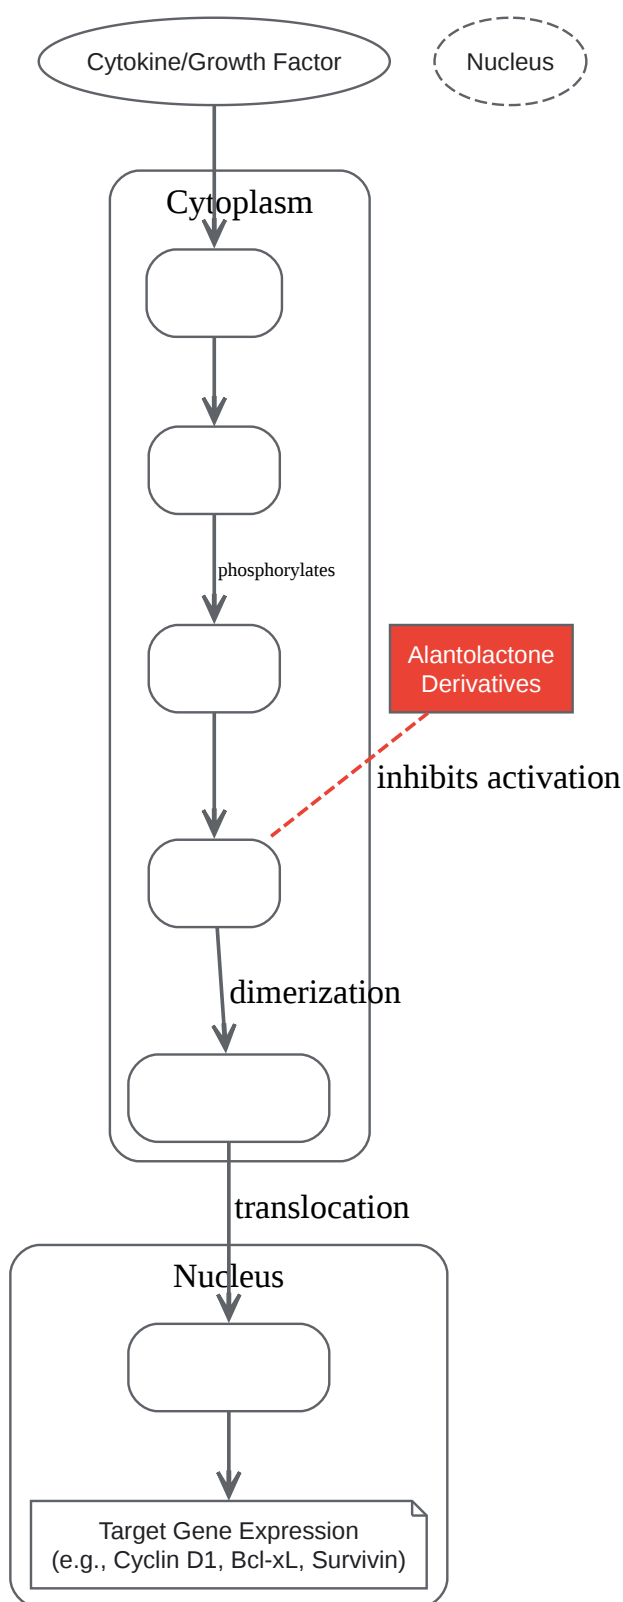 Cytokine/Growth Factor
Nucleus
Cytoplasm
phosphorylates
Alantolactone
Derivatives
inhibits activation
dimerization
translocation
Nucleus
Target Gene Expression
(e.g., Cyclin D1, Bcl-xL, Survivin)